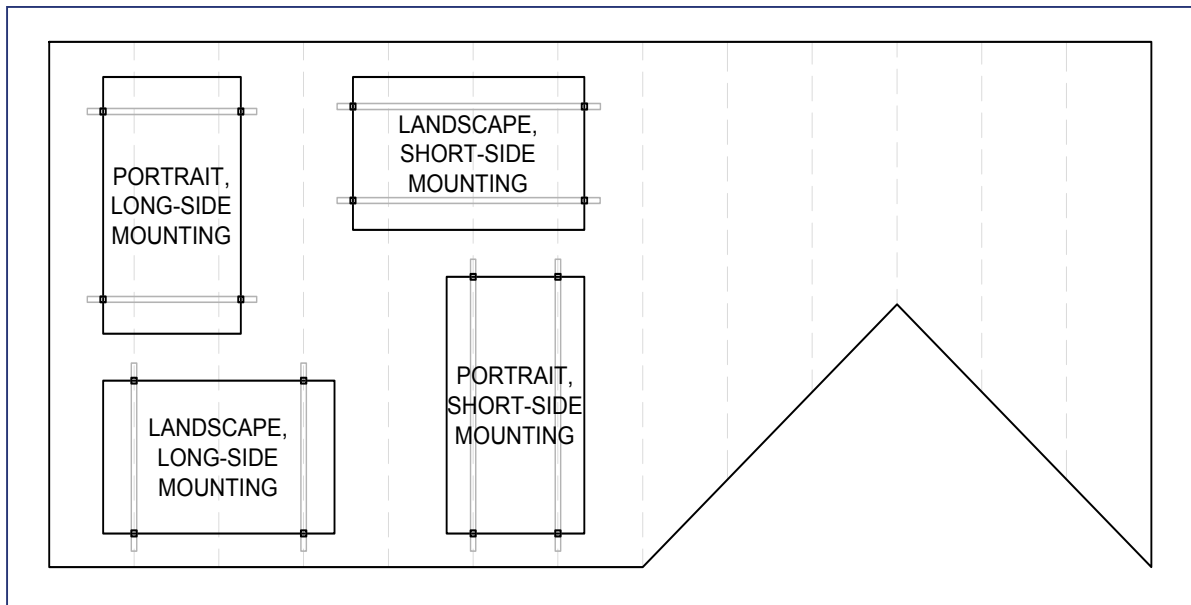 PORTRAIT,
LONG-SIDE
MOUNTING
LANDSCAPE,
SHORT-SIDE
MOUNTING
LANDSCAPE,
LONG-SIDE
MOUNTING
PORTRAIT,
SHORT-SIDE
MOUNTING